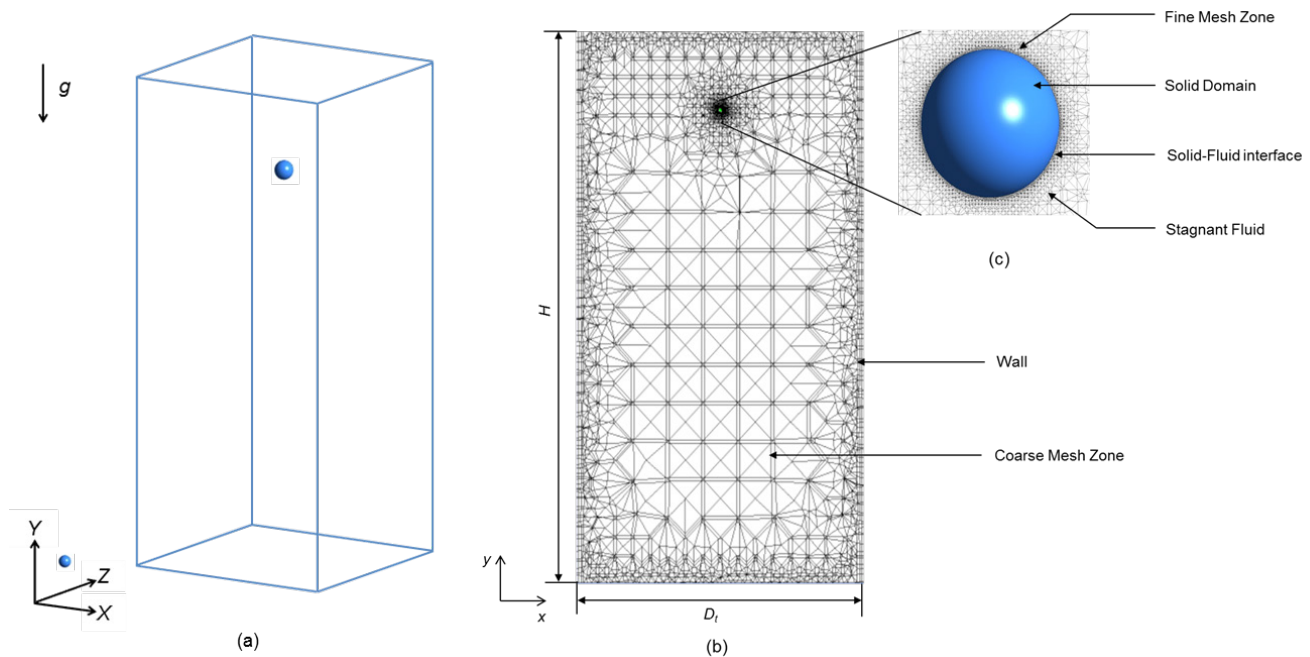 g
Y
Z
X
(a)
H
y
x
D_t
(b)
Fine Mesh Zone
Solid Domain
Solid-Fluid interface
Stagnant Fluid
(c)
Wall
Coarse Mesh Zone